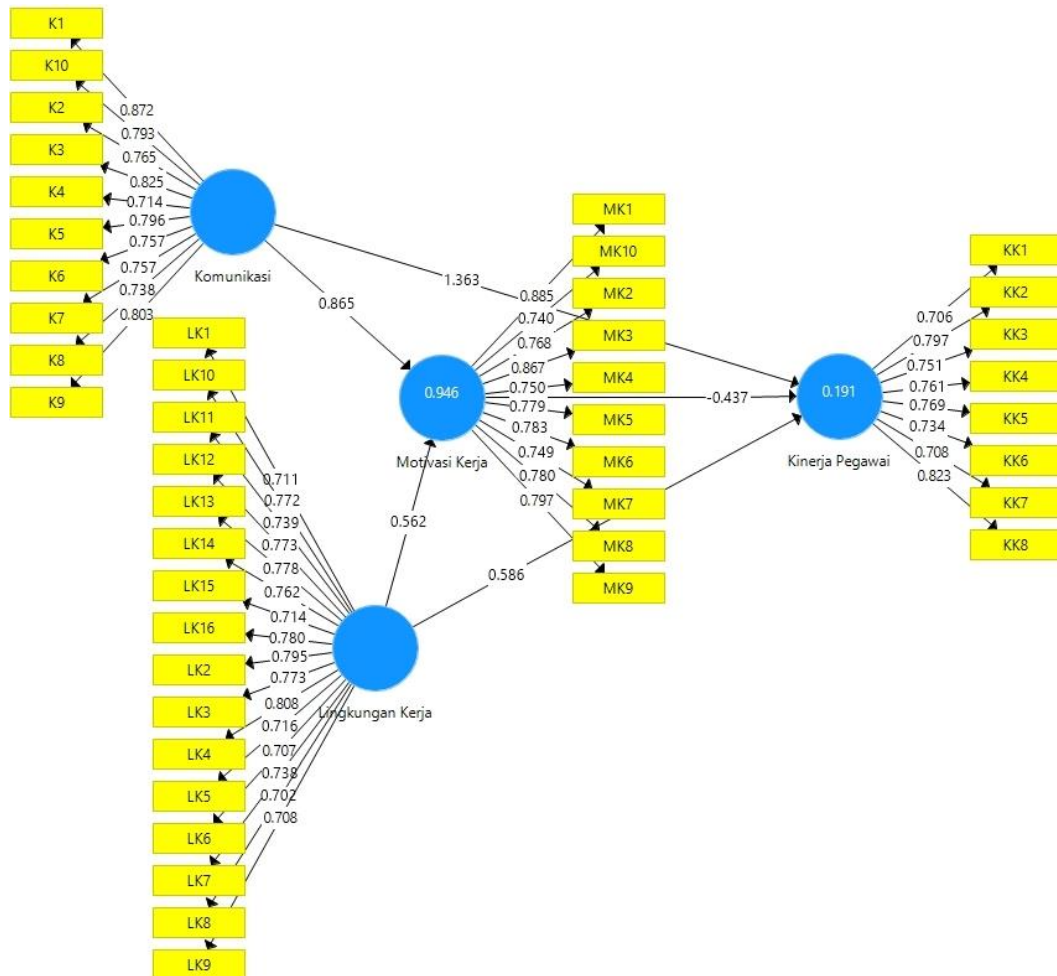 K1
K10
K2
K3
K4
K5
K6
K7
K8
K9
0.872
0.793
0.765
0.825
0.714
0.796
0.757
0.757
0.738
0.803
Komunikasi
0.865
1.363
LK1
LK10
LK11
LK12
LK13
LK14
LK15
LK16
LK2
LK3
LK4
LK5
LK6
LK7
LK8
LK9
0.711
0.772
0.739
0.773
0.778
0.762
0.714
0.780
0.795
0.773
0.808
0.716
0.707
0.738
0.702
0.708
Lingkungan Kerja
0.562
0.586
0.946
Motivasi Kerja
-0.437
MK1
MK10
MK2
MK3
MK4
MK5
MK6
MK7
MK8
MK9
0.885
0.740
0.768
0.867
0.750
0.779
0.783
0.749
0.780
0.797
0.191
Kinerja Pegawai
0.706
0.797
0.751
0.761
0.769
0.734
0.708
0.823
KK1
KK2
KK3
KK4
KK5
KK6
KK7
KK8